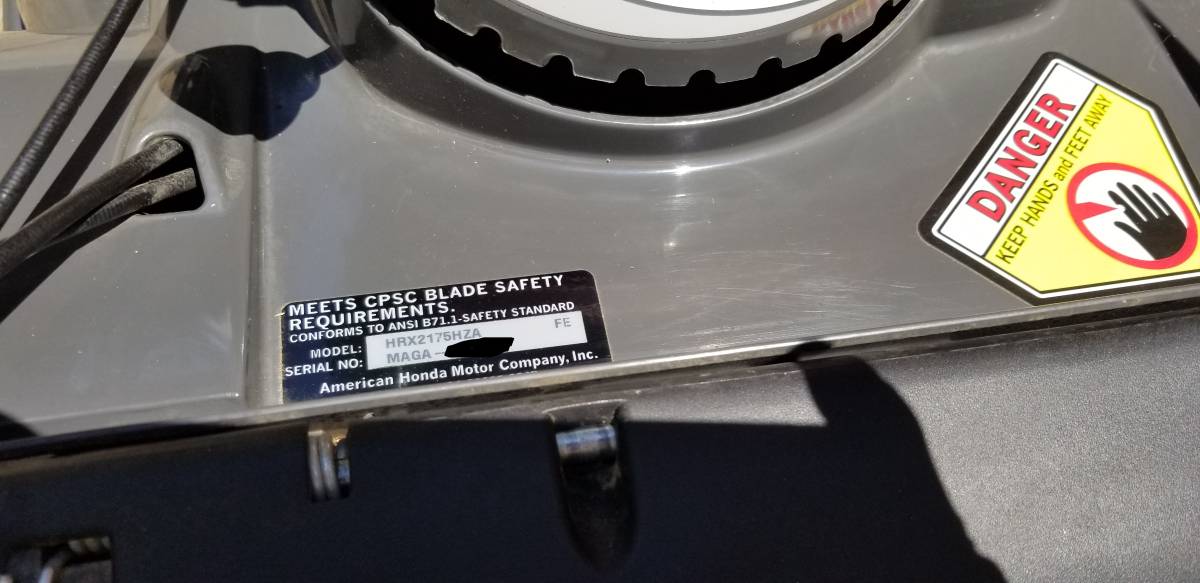 MEETS CPSC BLADE SAFETY
REQUIREMENTS.
CONFORMS TO ANSI B71.1-SAFETY STANDARD
MODEL: HRX2175HZA FE
SERIAL NO: MAGA-
American Honda Motor Company, Inc.
DANGER
KEEP HANDS and FEET AWAY